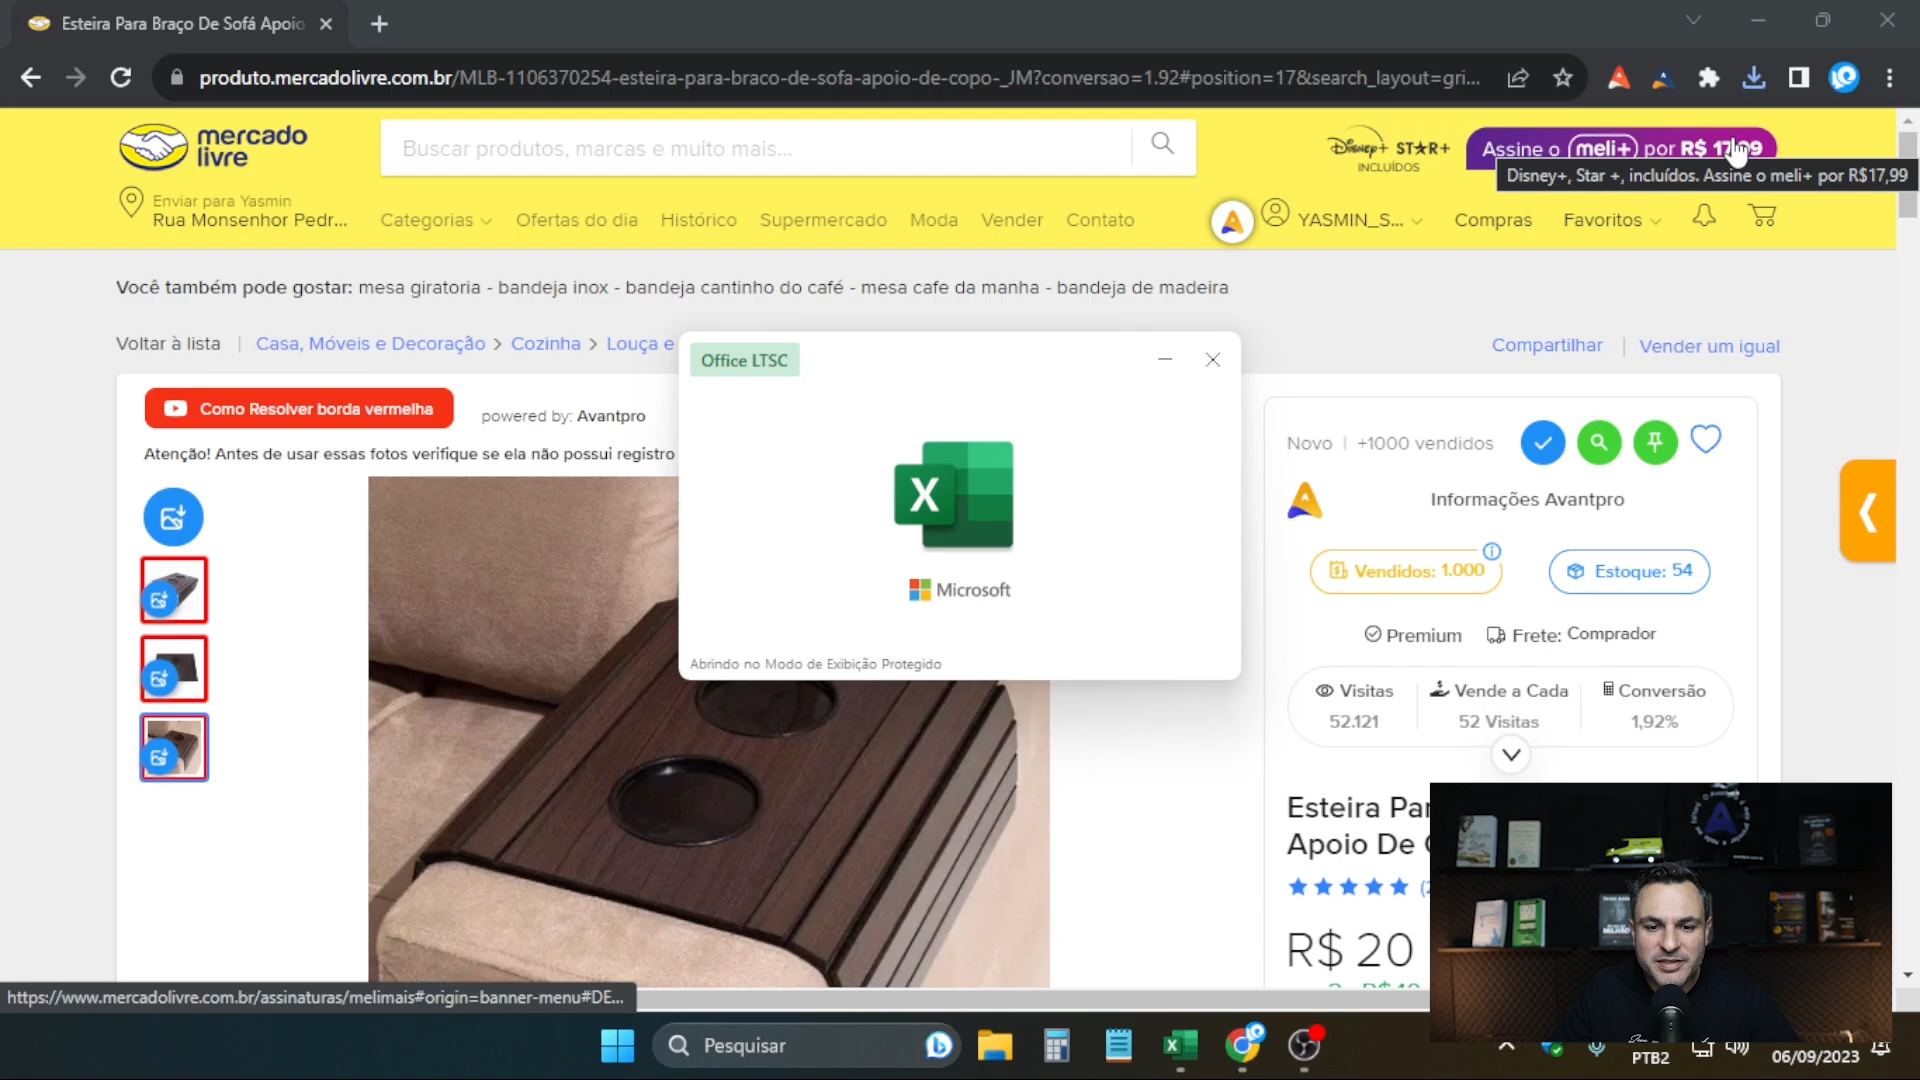 Esteira Para Braço De Sofá Apoio
produto.mercadolivre.com.br/MLB-1106370254-esteira-para-braco-de-sofa-apoio-de-copo-_JM?conversao=1.92#position=17&search_layout=gri...
mercado
livre
Buscar produtos, marcas e muito mais...
Disney+ STAR+
INCLUÍDOS
Assine o meli+ por R$ 17,99
Disney+, Star +, incluídos. Assine o meli+ por R$17,99
Enviar para Yasmin
Rua Monsenhor Pedr...
Categorias
Ofertas do dia
Histórico
Supermercado
Moda
Vender
Contato
YASMIN_S...
Compras
Favoritos
Você também pode gostar: mesa giratoria - bandeja inox - bandeja cantinho do café - mesa cafe da manha - bandeja de madeira
Voltar à lista | Casa, Móveis e Decoração > Cozinha > Louça e
Compartilhar | Vender um igual
Office LTSC
Microsoft
Abrindo no Modo de Exibição Protegido
Como Resolver borda vermelha
powered by: Avantpro
Atenção! Antes de usar essas fotos verifique se ela não possui registro
Novo | +1000 vendidos
Informações Avantpro
Vendidos: 1.000
Estoque: 54
Premium
Frete: Comprador
Visitas
52.121
Vende a Cada
52 Visitas
Conversão
1,92%
Esteira Par
Apoio De
R$ 20
https://www.mercadolivre.com.br/assinaturas/melimais#origin=banner-menu#DE...
Pesquisar
PTB2
06/09/2023